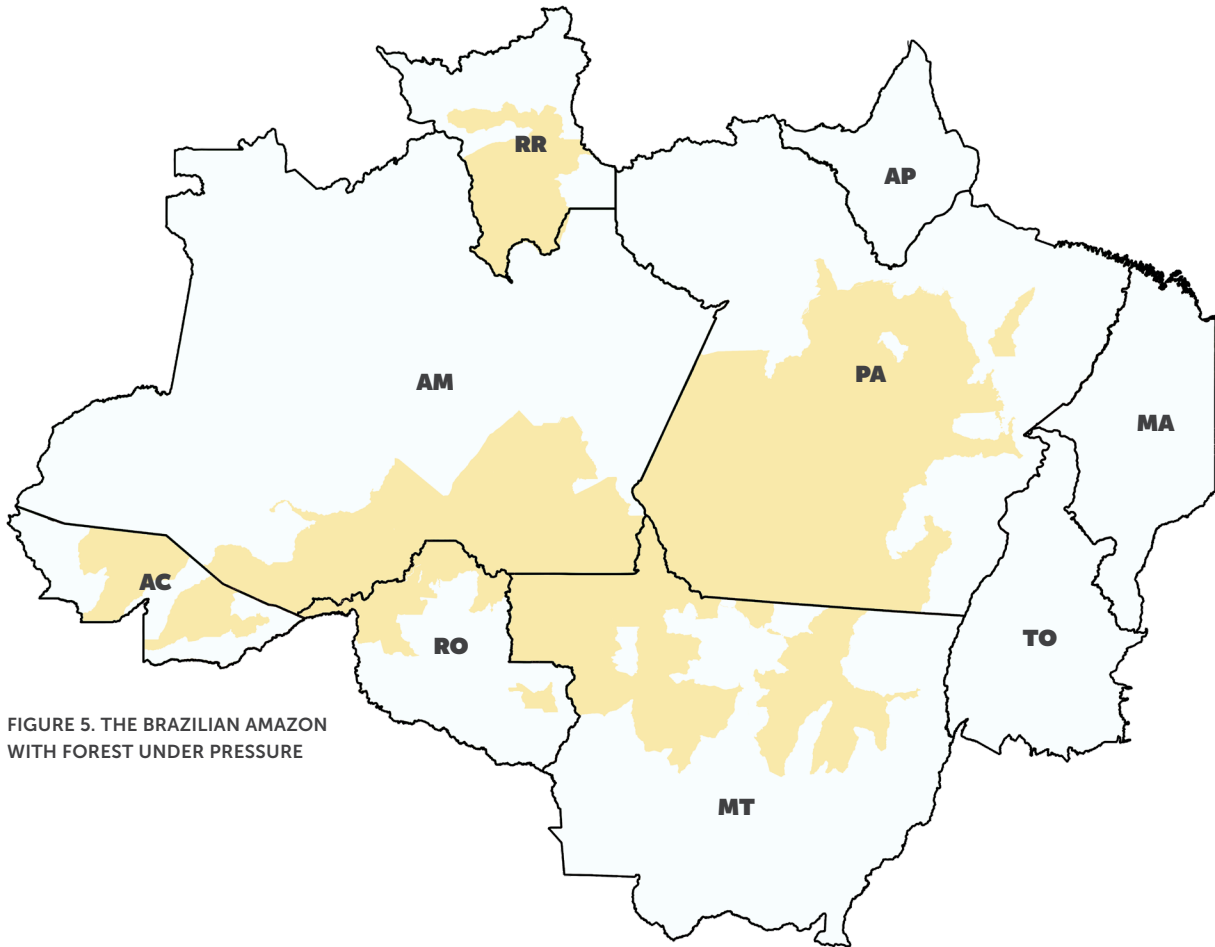 RR
AP
AM
PA
MA
AC
RO
TO
FIGURE 5. THE BRAZILIAN AMAZON
WITH FOREST UNDER PRESSURE
MT